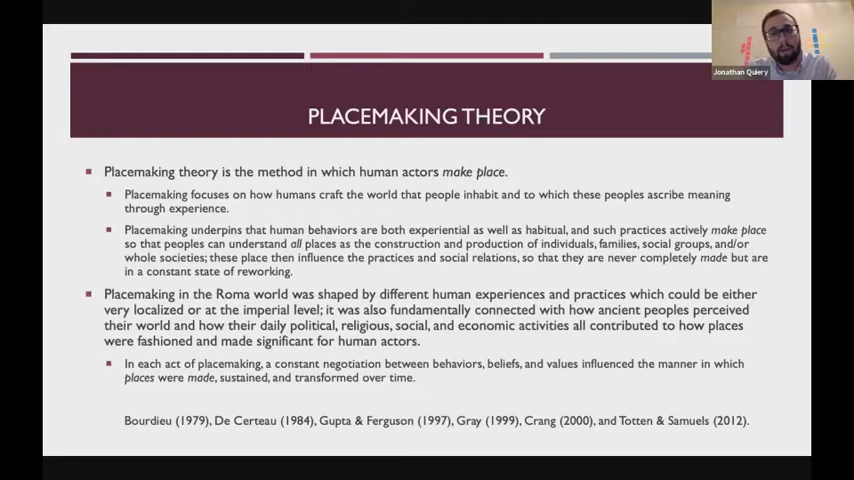 Jonathan Quiery
PLACEMAKING THEORY
Placemaking theory is the method in which human actors make place.
Placemaking focuses on how humans craft the world that people inhabit and to which these peoples ascribe meaning
through experience.
Placemaking underpins that human behaviors are both experiential as well as habitual, and such practices actively make place
so that peoples can understand all places as the construction and production of individuals, families, social groups, and/or
whole societies; these place then influence the practices and social relations, so that they are never completely made but are
in a constant state of reworking.
Placemaking in the Roma world was shaped by different human experiences and practices which could be either
very localized or at the imperial level; it was also fundamentally connected with how ancient peoples perceived
their world and how their daily political, religious, social, and economic activities all contributed to how places
were fashioned and made significant for human actors.
In each act of placemaking, a constant negotiation between behaviors, beliefs, and values influenced the manner in which
places were made, sustained, and transformed over time.
Bourdieu (1979), De Certeau (1984), Gupta & Ferguson (1997), Gray (1999), Crang (2000), and Totten & Samuels (2012).